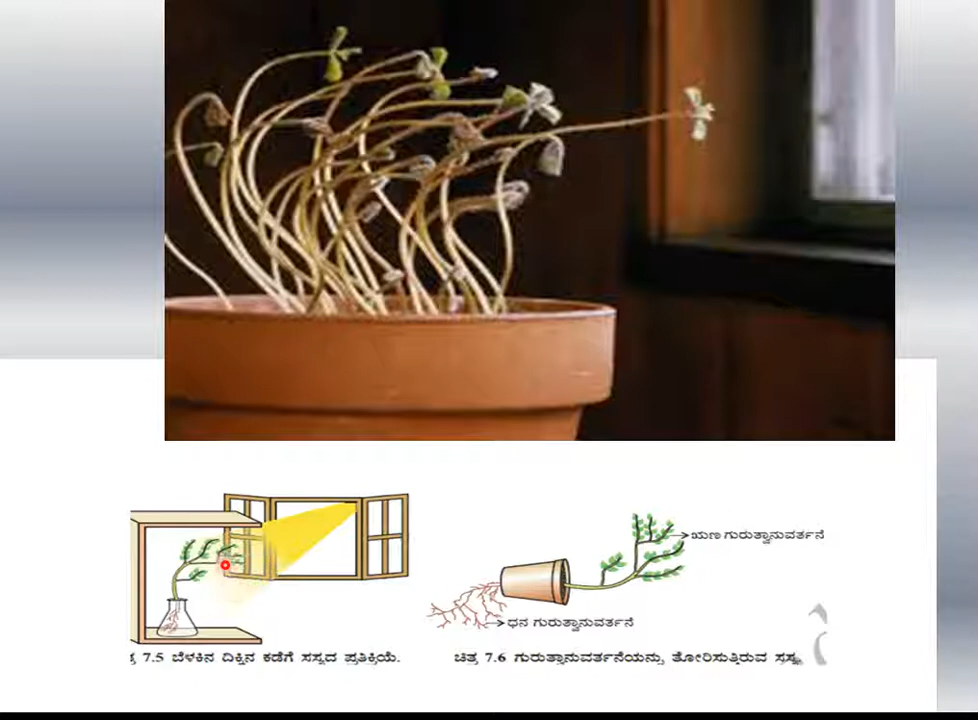 ಋಣ ಗುರುತ್ವಾನುವರ್ತನೆ
ಧನ ಗುರುತ್ವಾನುವರ್ತನೆ
7.5 ಬೆಳಕಿನ ದಿಕ್ಕಿನ ಕಡೆಗೆ ಸಸ್ಯದ ಪ್ರತಿಕ್ರಿಯೆ.
ಚಿತ್ರ 7.6 ಗುರುತ್ವಾನುವರ್ತನೆಯನ್ನು ತೋರಿಸುತ್ತಿರುವ ಸಸ್ಯ